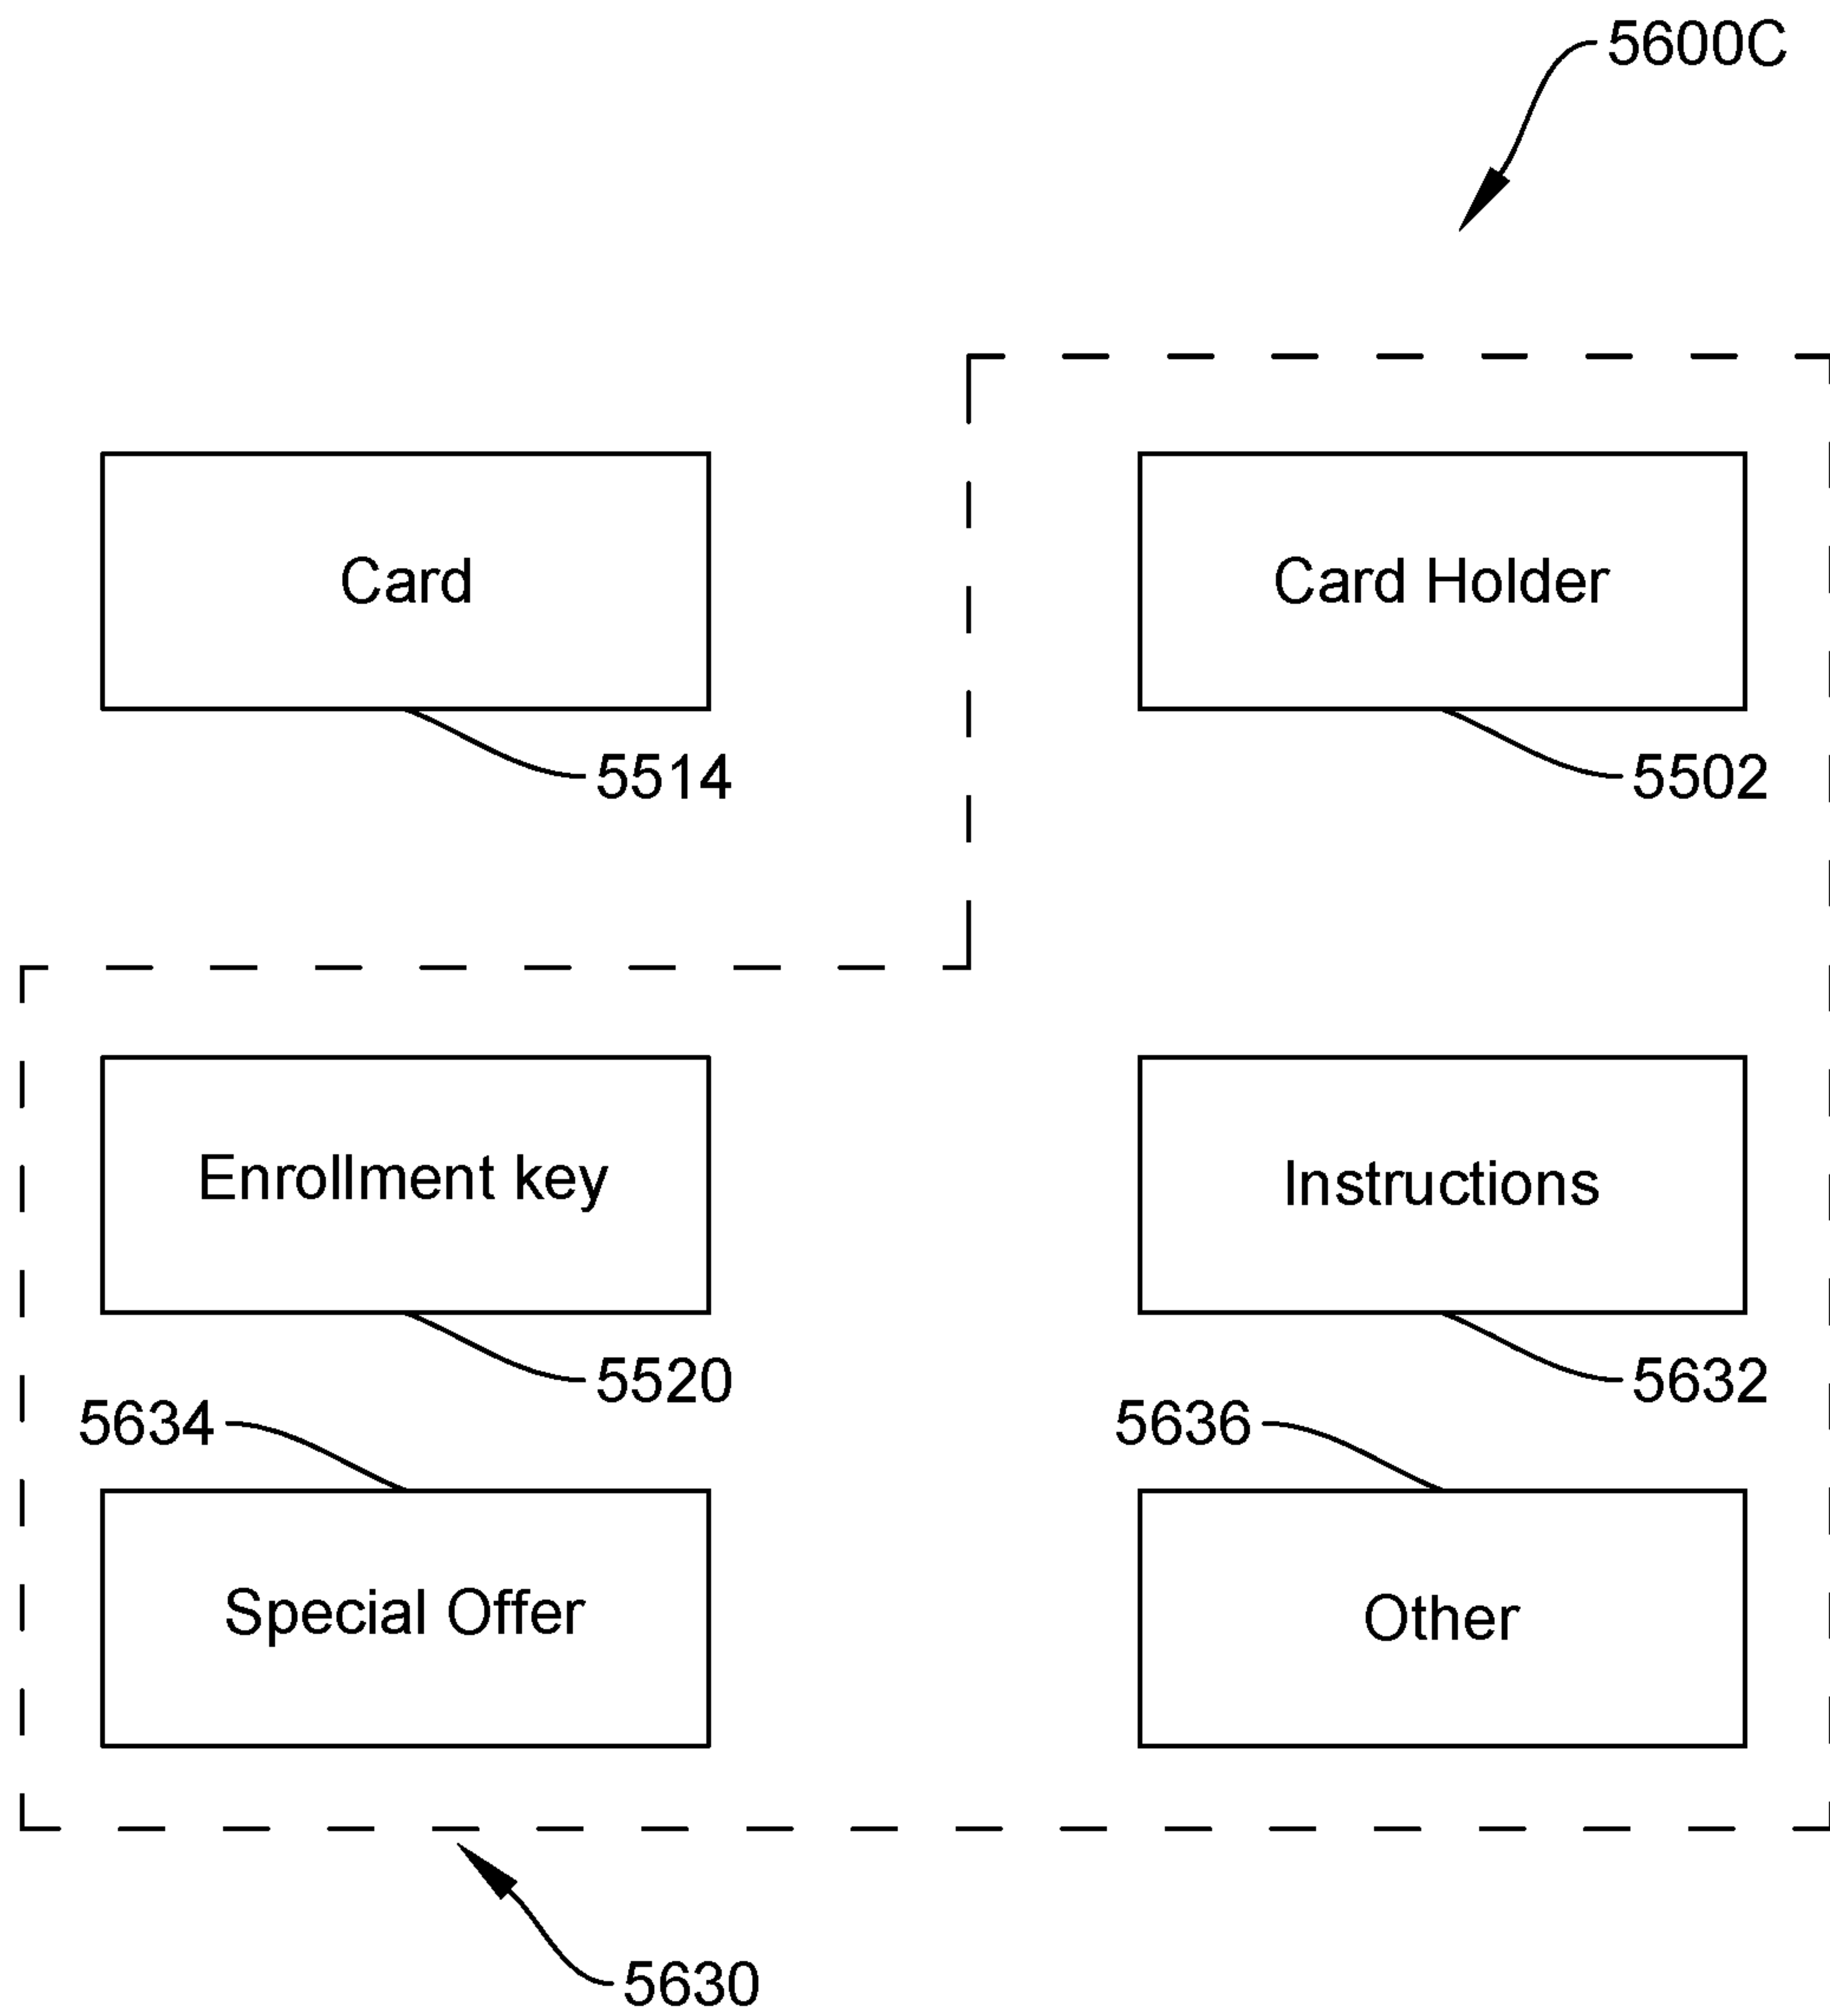 5600C
Card
Card Holder
5514
5502
Enrollment key
Instructions
5520
5632
5634
5636
Special Offer
Other
5630